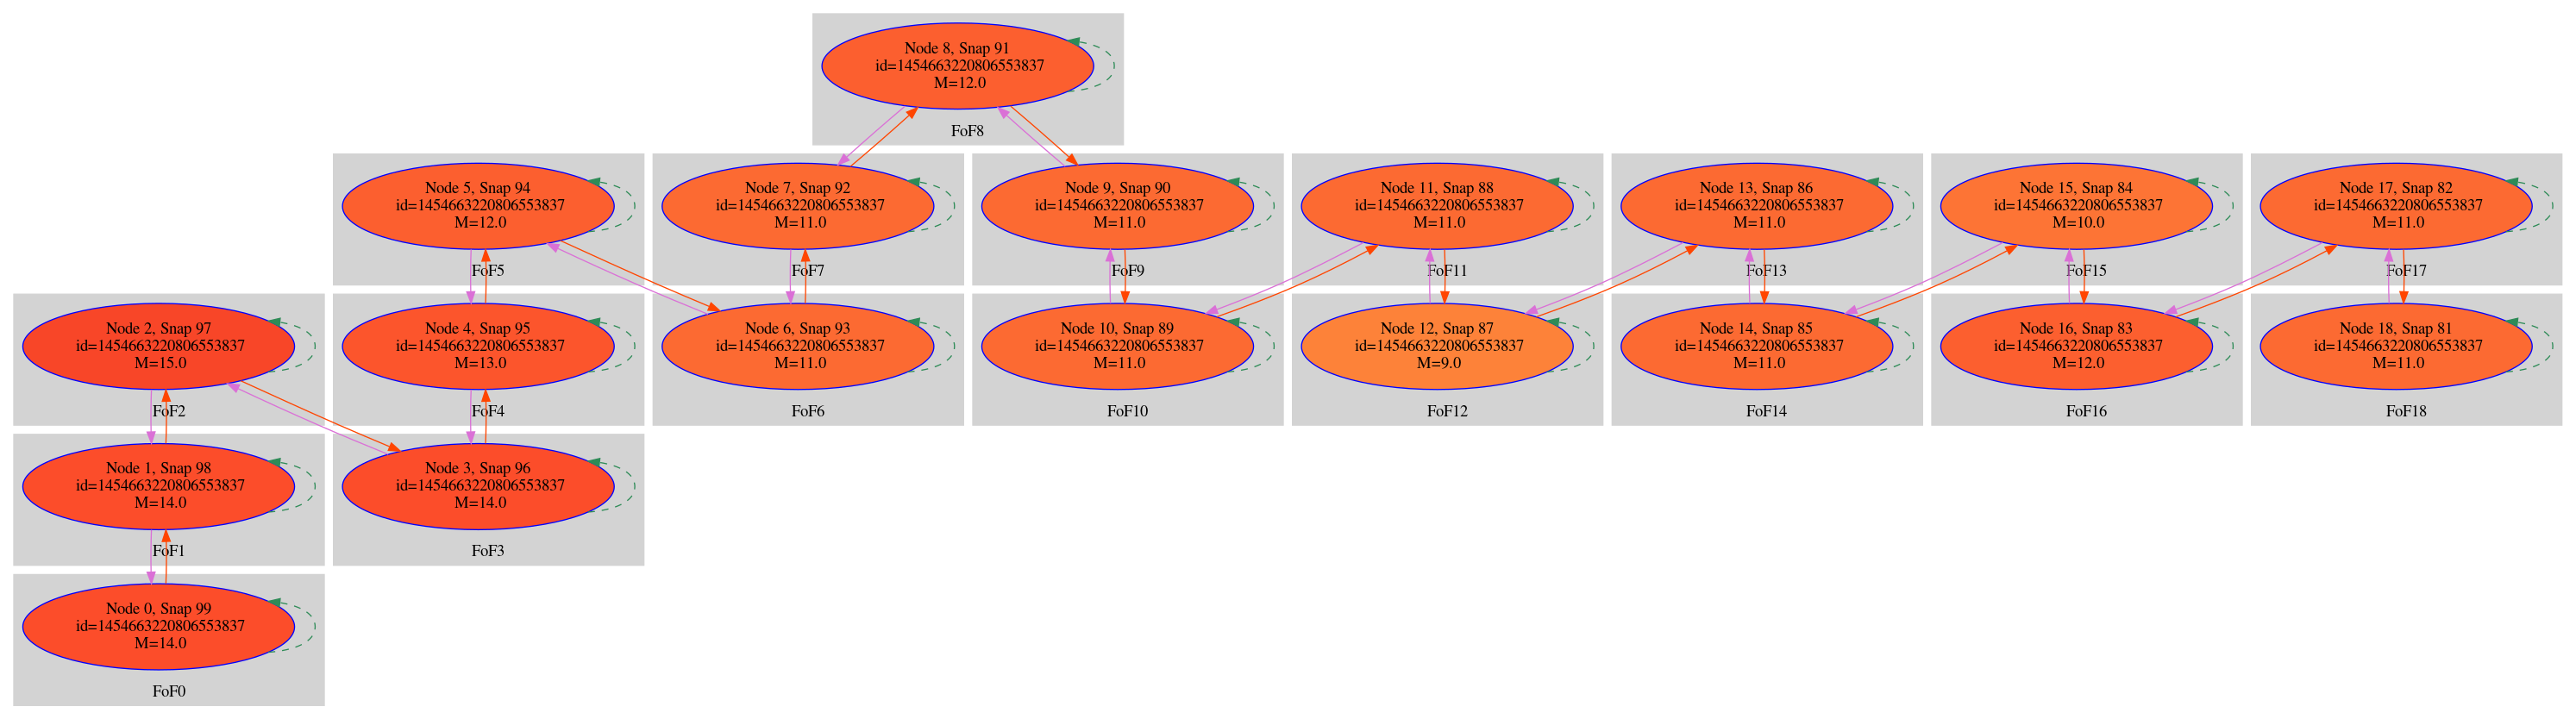 Node 8, Snap 91
id=1454663220806553837
M=12.0
FoF8
Node 5, Snap 94
id=1454663220806553837
M=12.0
FoF5
Node 7, Snap 92
id=1454663220806553837
M=11.0
FoF7
Node 9, Snap 90
id=1454663220806553837
M=11.0
FoF9
Node 11, Snap 88
id=1454663220806553837
M=11.0
FoF11
Node 13, Snap 86
id=1454663220806553837
M=11.0
FoF13
Node 15, Snap 84
id=1454663220806553837
M=10.0
FoF15
Node 17, Snap 82
id=1454663220806553837
M=11.0
FoF17
Node 2, Snap 97
id=1454663220806553837
M=15.0
FoF2
Node 4, Snap 95
id=1454663220806553837
M=13.0
FoF4
Node 6, Snap 93
id=1454663220806553837
M=11.0
FoF6
Node 10, Snap 89
id=1454663220806553837
M=11.0
FoF10
Node 12, Snap 87
id=1454663220806553837
M=9.0
FoF12
Node 14, Snap 85
id=1454663220806553837
M=11.0
FoF14
Node 16, Snap 83
id=1454663220806553837
M=12.0
FoF16
Node 18, Snap 81
id=1454663220806553837
M=11.0
FoF18
Node 1, Snap 98
id=1454663220806553837
M=14.0
FoF1
Node 3, Snap 96
id=1454663220806553837
M=14.0
FoF3
Node 0, Snap 99
id=1454663220806553837
M=14.0
FoF0